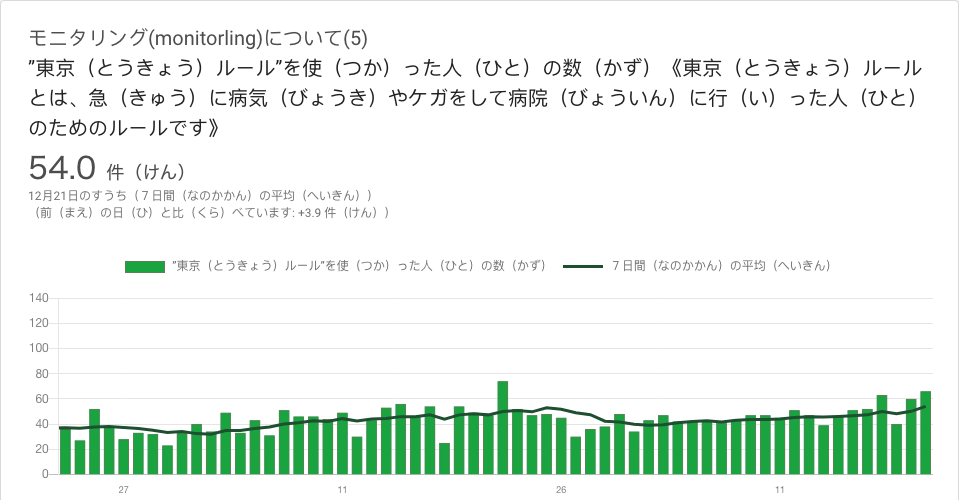 モニタリング(monitorling)について(5)
”東京（とうきょう）ルール”を使（つか）った人（ひと）の数（かず）《東京（とうきょう）ルール
とは、急（きゅう）に病気（びょうき）やケガをして病院（びょういん）に行（い）った人（ひと）
のためのルールです》
54.0 件（けん）
12月21日のすうち（７日間（なのかかん）の平均（へいきん））
（前（まえ）の日（ひ）と比（くら）べています: +3.9 件（けん））
”東京（とうきょう）ルール”を使（つか）った人（ひと）の数（かず） ７日間（なのかかん）の平均（へいきん）
140
120
100
80
60
40
20
0
27 11 26 11